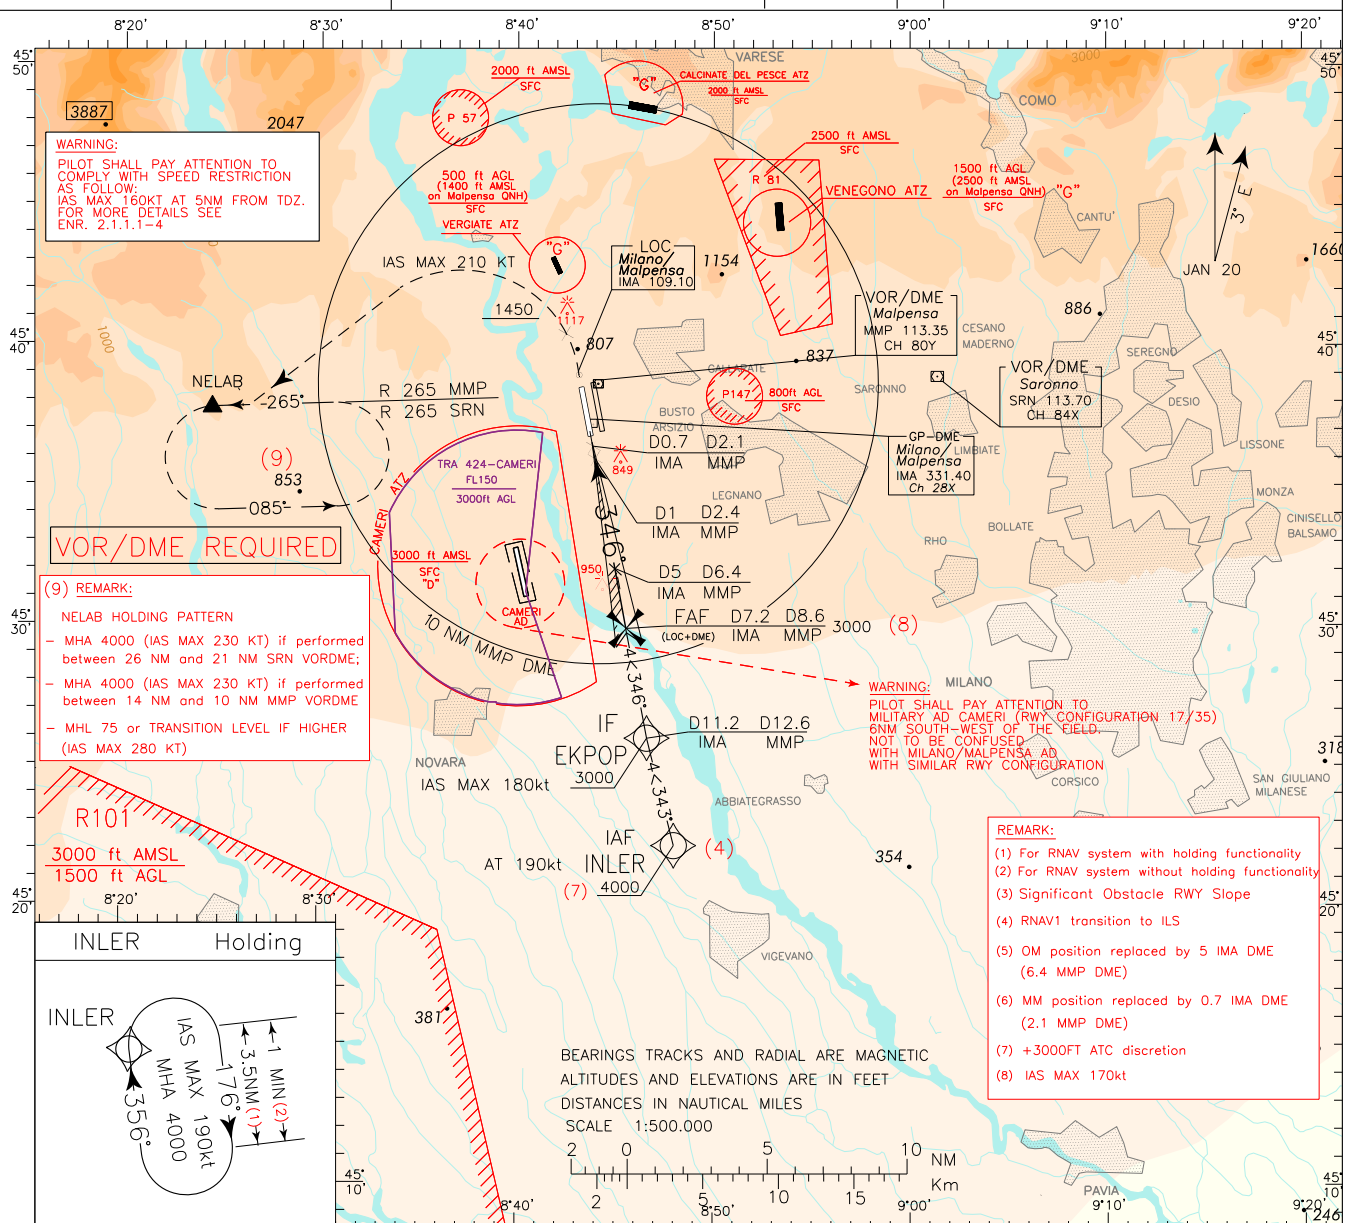 8°20'
8°30'
8°40'
8°50'
9°00'
9°10'
9°20'
45°
50'
45°
50'
3887
2047
WARNING:
PILOT SHALL PAY ATTENTION TO
COMPLY WITH SPEED RESTRICTION
AS FOLLOW:
IAS MAX 160KT AT 5NM FROM TDZ.
FOR MORE DETAILS SEE
ENR. 2.1.1.1-4
2000 ft AMSL
SFC
P 57
"G"
VARESE
CALCINATE DEL PESCE ATZ
2000 ft AMSL
SFC
COMO
3000
2500 ft AMSL
SFC
R 81
VENEGONO ATZ
1500 ft AGL
(2500 ft AMSL
on Malpensa QNH) "G"
SFC
CANTU'
3° E
JAN 20
1660
500 ft AGL
(1400 ft AMSL
on Malpensa QNH)
SFC
VERGIATE ATZ
"G"
IAS MAX 210 KT
1450
1117
807
LOC
Milano/
Malpensa
IMA 109.10
1154
VOR/DME
Malpensa
MMP 113.35
CH 80Y
CESANO
MADERNO
886
45°
40'
45°
40'
1000
837
GALLARATE
SEREGNO
VOR/DME
Saronno
SRN 113.70
CH 84X
DESIO
LISSONE
SARONNO
P147
800ft AGL
SFC
NELAB
265°
R 265 MMP
R 265 SRN
BUSTO
ARSIZIO
D0.7 D2.1
IMA MMP
849
GP-DME
Milano/
Malpensa
IMA 331.40
Ch 28X
LIMBIATE
(9)
853
085°
TRA 424-CAMERI
FL150
3000ft AGL
CAMERI ATZ
LEGNANO
D1 D2.4
IMA MMP
MONZA
CINISELLO
BALSAMO
BOLLATE
RHO
VOR/DME REQUIRED
3000 ft AMSL
SFC
"D"
CAMERI
AD
346°
950
D5 D6.4
IMA MMP
FAF D7.2 D8.6
(LOC+DME) IMA MMP
3000
(8)
45°
30'
45°
30'
(9) REMARK:
NELAB HOLDING PATTERN
- MHA 4000 (IAS MAX 230 KT) if performed
between 26 NM and 21 NM SRN VORDME;
- MHA 4000 (IAS MAX 230 KT) if performed
between 14 NM and 10 NM MMP VORDME
- MHL 75 or TRANSITION LEVEL IF HIGHER
(IAS MAX 280 KT)
10 NM MMP DME
4<346°
MILANO
WARNING:
PILOT SHALL PAY ATTENTION TO
MILITARY AD CAMERI (RWY CONFIGURATION 17/35)
6NM SOUTH-WEST OF THE FIELD.
NOT TO BE CONFUSED
WITH MILANO/MALPENSA AD
WITH SIMILAR RWY CONFIGURATION
CORSICO
318
SAN GIULIANO
MILANESE
IF
EKPOP
3000
D11.2 D12.6
IMA MMP
NOVARA
IAS MAX 180kt
4<343°
ABBIATEGRASSO
R101
3000 ft AMSL
1500 ft AGL
IAF
INLER
4000
(4)
AT 190kt
(7)
354
45°
20'
45°
20'
8°20'
8°30'
REMARK:
(1) For RNAV system with holding functionality
(2) For RNAV system without holding functionality
(3) Significant Obstacle RWY Slope
(4) RNAV1 transition to ILS
(5) OM position replaced by 5 IMA DME
(6.4 MMP DME)
(6) MM position replaced by 0.7 IMA DME
(2.1 MMP DME)
(7) +3000FT ATC discretion
(8) IAS MAX 170kt
VIGEVANO
INLER Holding
INLER
IAS MAX 190kt
MHA 4000
176°
356°
3.5NM(1)
1 MIN(2)
381
BEARINGS TRACKS AND RADIAL ARE MAGNETIC
ALTITUDES AND ELEVATIONS ARE IN FEET
DISTANCES IN NAUTICAL MILES
SCALE 1:500.000
2 0 5 10 NM
2 5 10 15 Km
45°
10'
45°
10'
PAVIA
8°40'
8°50'
9°00'
9°10'
9°20'
246